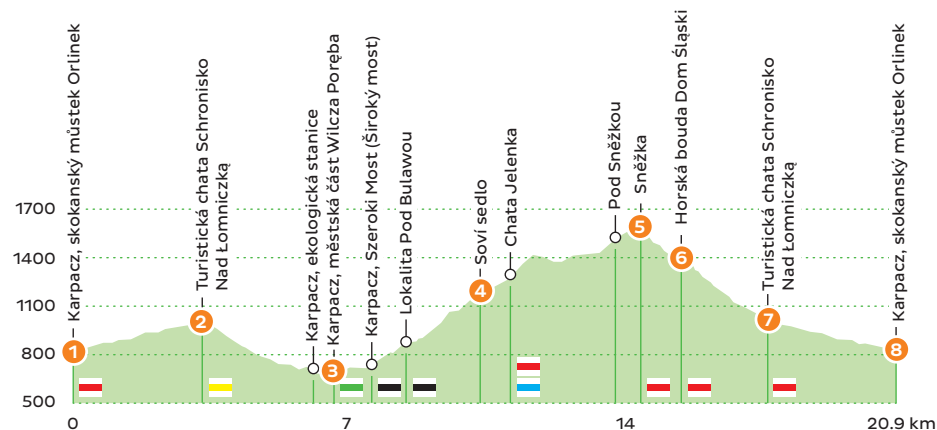 Karpacz, skokanský můstek Orlinek
Turistická chata Schronisko
Nad Łomniczką
Karpacz, ekologická stanice
Karpacz, městská část Wilcza Poręba
Karpacz, Szeroki Most (Široký most)
Lokalita Pod Bulawou
Soví sedlo
Chata Jelenka
Pod Sněžkou
Sněžka
Horská bouda Dom Śląski
Turistická chata Schronisko
Nad Łomniczką
Karpacz, skokanský můstek Orlinek
1700
1400
1100
800
500
1
2
3
4
5
6
7
8
0
7
14
20.9 km